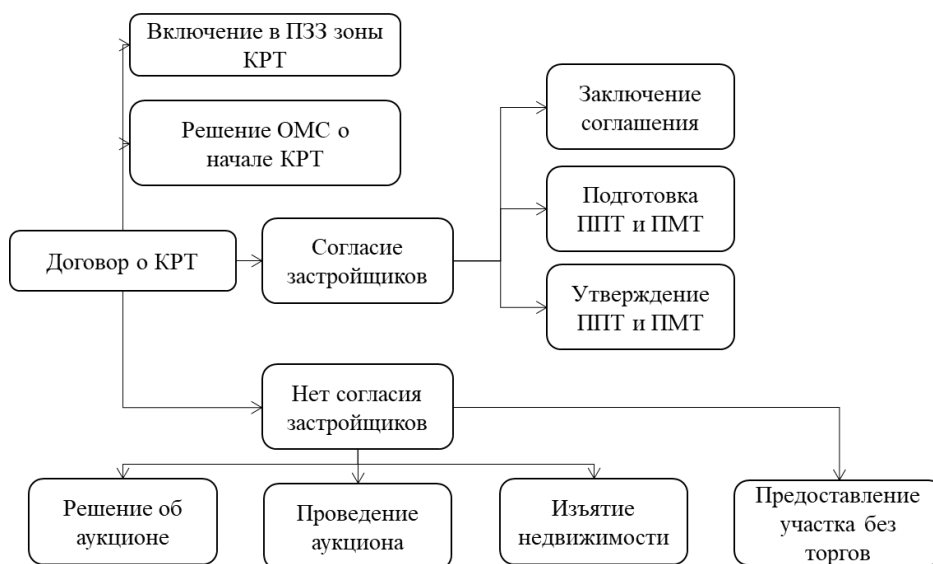 Включение в ПЗЗ зоны
КРТ
Решение ОМС о
начале КРТ
Договор о КРТ
Согласие
застройщиков
Заключение
соглашения
Подготовка
ППТ и ПМТ
Утверждение
ППТ и ПМТ
Нет согласия
застройщиков
Решение об
аукционе
Проведение
аукциона
Изъятие
недвижимости
Предоставление
участка без
торгов